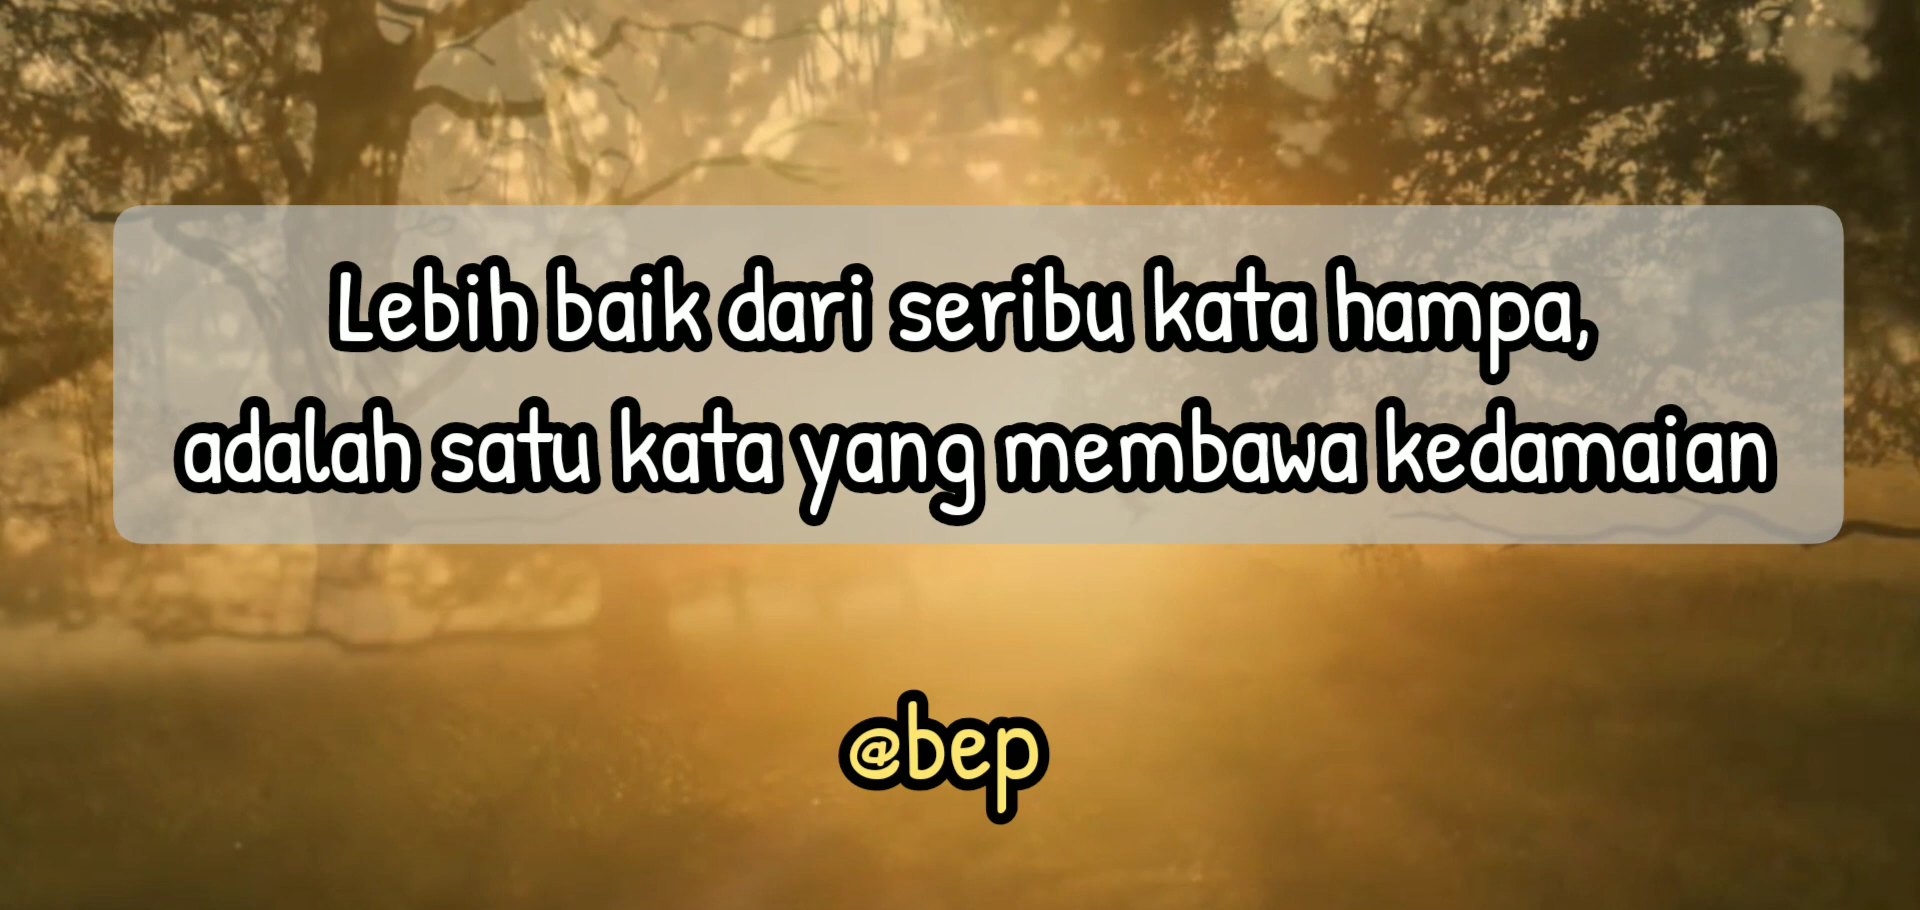 Lebih baik dari seribu kata hampa,
adalah satu kata yang membawa kedamaian
@bep